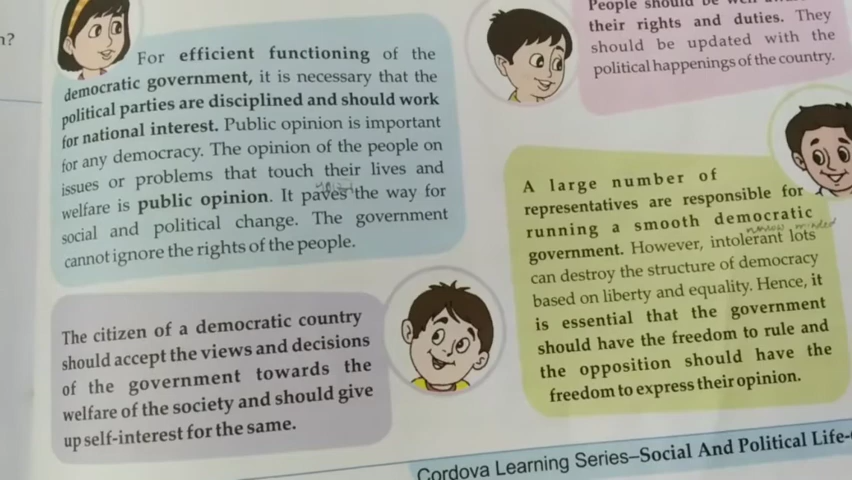 n?
For efficient functioning of the
democratic government, it is necessary that the
political parties are disciplined and should work
for national interest. Public opinion is important
for any democracy. The opinion of the people on
issues or problems that touch their lives and
welfare is public opinion. It paves the way for
social and political change. The government
cannot ignore the rights of the people.
People should be well
their rights and duties. They
should be updated with the
political happenings of the country.
A large number of
representatives are responsible for
running a smooth democratic
narrow minded
government. However, intolerant lots
can destroy the structure of democracy
based on liberty and equality. Hence, it
is essential that the government
should have the freedom to rule and
the opposition should have the
freedom to express their opinion.
The citizen of a democratic country
should accept the views and decisions
of the government towards the
welfare of the society and should give
up self-interest for the same.
Cordova Learning Series–Social And Political Life-